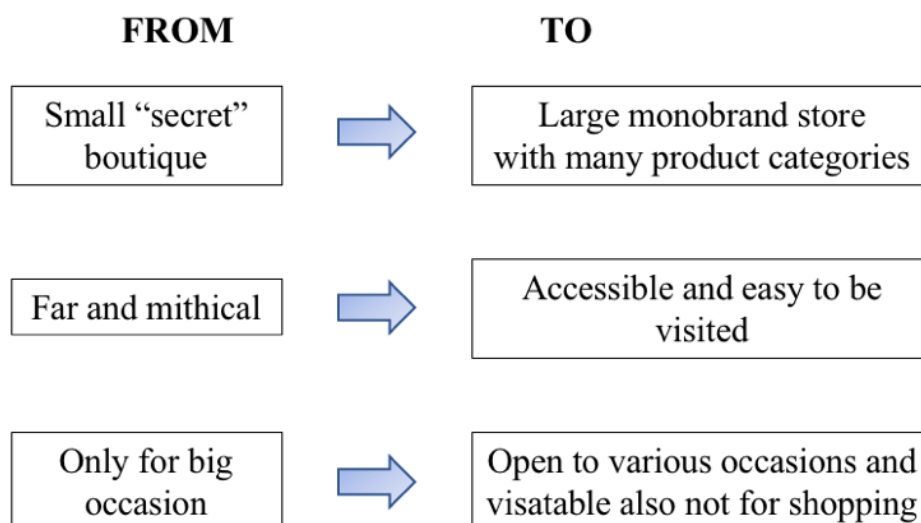 FROM TO
Small “secret”
boutique
Large monobrand store
with many product categories
Far and mithical
Accessible and easy to be
visited
Only for big
occasion
Open to various occasions and
visatable also not for shopping